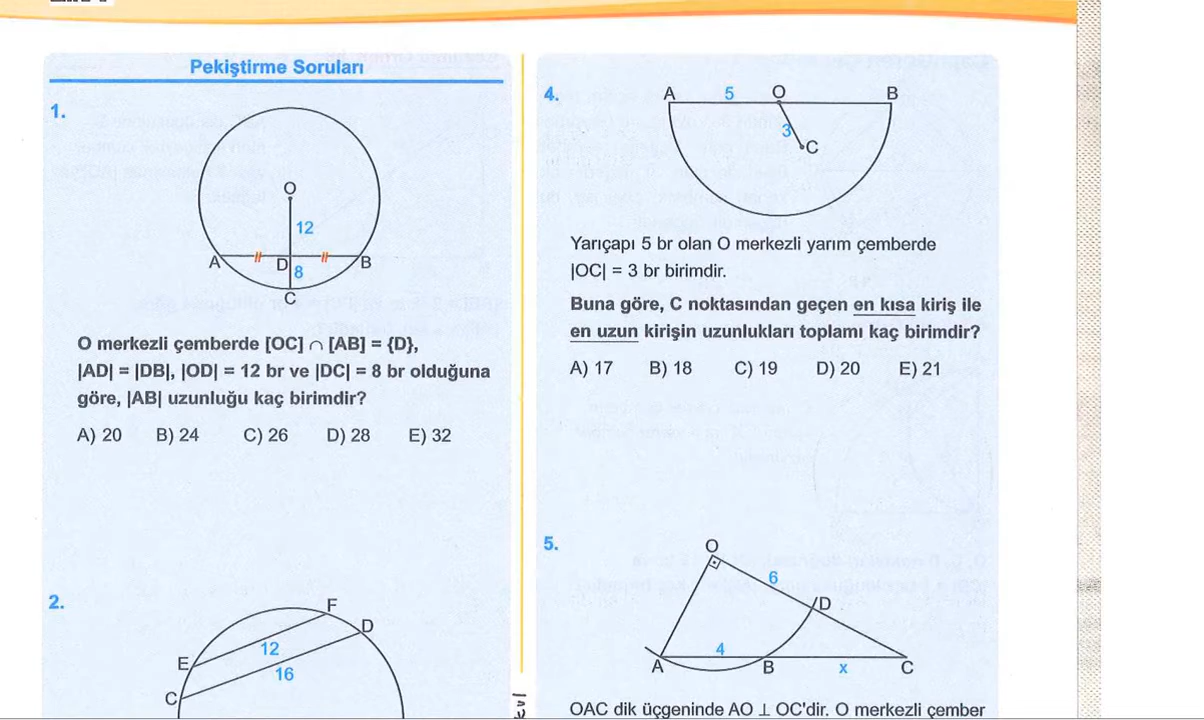 Pekiştirme Soruları
1.
O
12
A
D
B
8
C
O merkezli çemberde [OC] ∩ [AB] = {D},
|AD| = |DB|, |OD| = 12 br ve |DC| = 8 br olduğuna
göre, |AB| uzunluğu kaç birimdir?
A) 20 B) 24 C) 26 D) 28 E) 32
2.
F
D
12
E
16
C
4.
A 5 O B
3
C
Yarıçapı 5 br olan O merkezli yarım çemberde
|OC| = 3 br birimdir.
Buna göre, C noktasından geçen en kısa kiriş ile
en uzun kirişin uzunlukları toplamı kaç birimdir?
A) 17 B) 18 C) 19 D) 20 E) 21
5.
O
6
D
4
A B x C
OAC dik üçgeninde AO ⊥ OC'dir. O merkezli çember